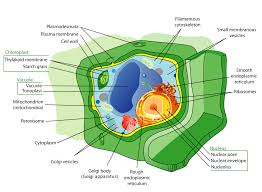 Plasmodesmata
Plasma membrane
Cell wall
Chloroplast
Thylakoid membrane
Starch grain
Vacuole
Vacuole
Tonoplast
Mitochondrion
(mitochondria)
Peroxisome
Cytoplasm
Golgi vesicles
Golgi body
(Golgi apparatus)
Rough
endoplasmic
reticulum
Filamentous
cytoskeleton
Small membranous
vesicles
Smooth
endoplasmic
reticulum
Ribosomes
Nucleus
Nuclear pore
Nuclear envelope
Nucleolus